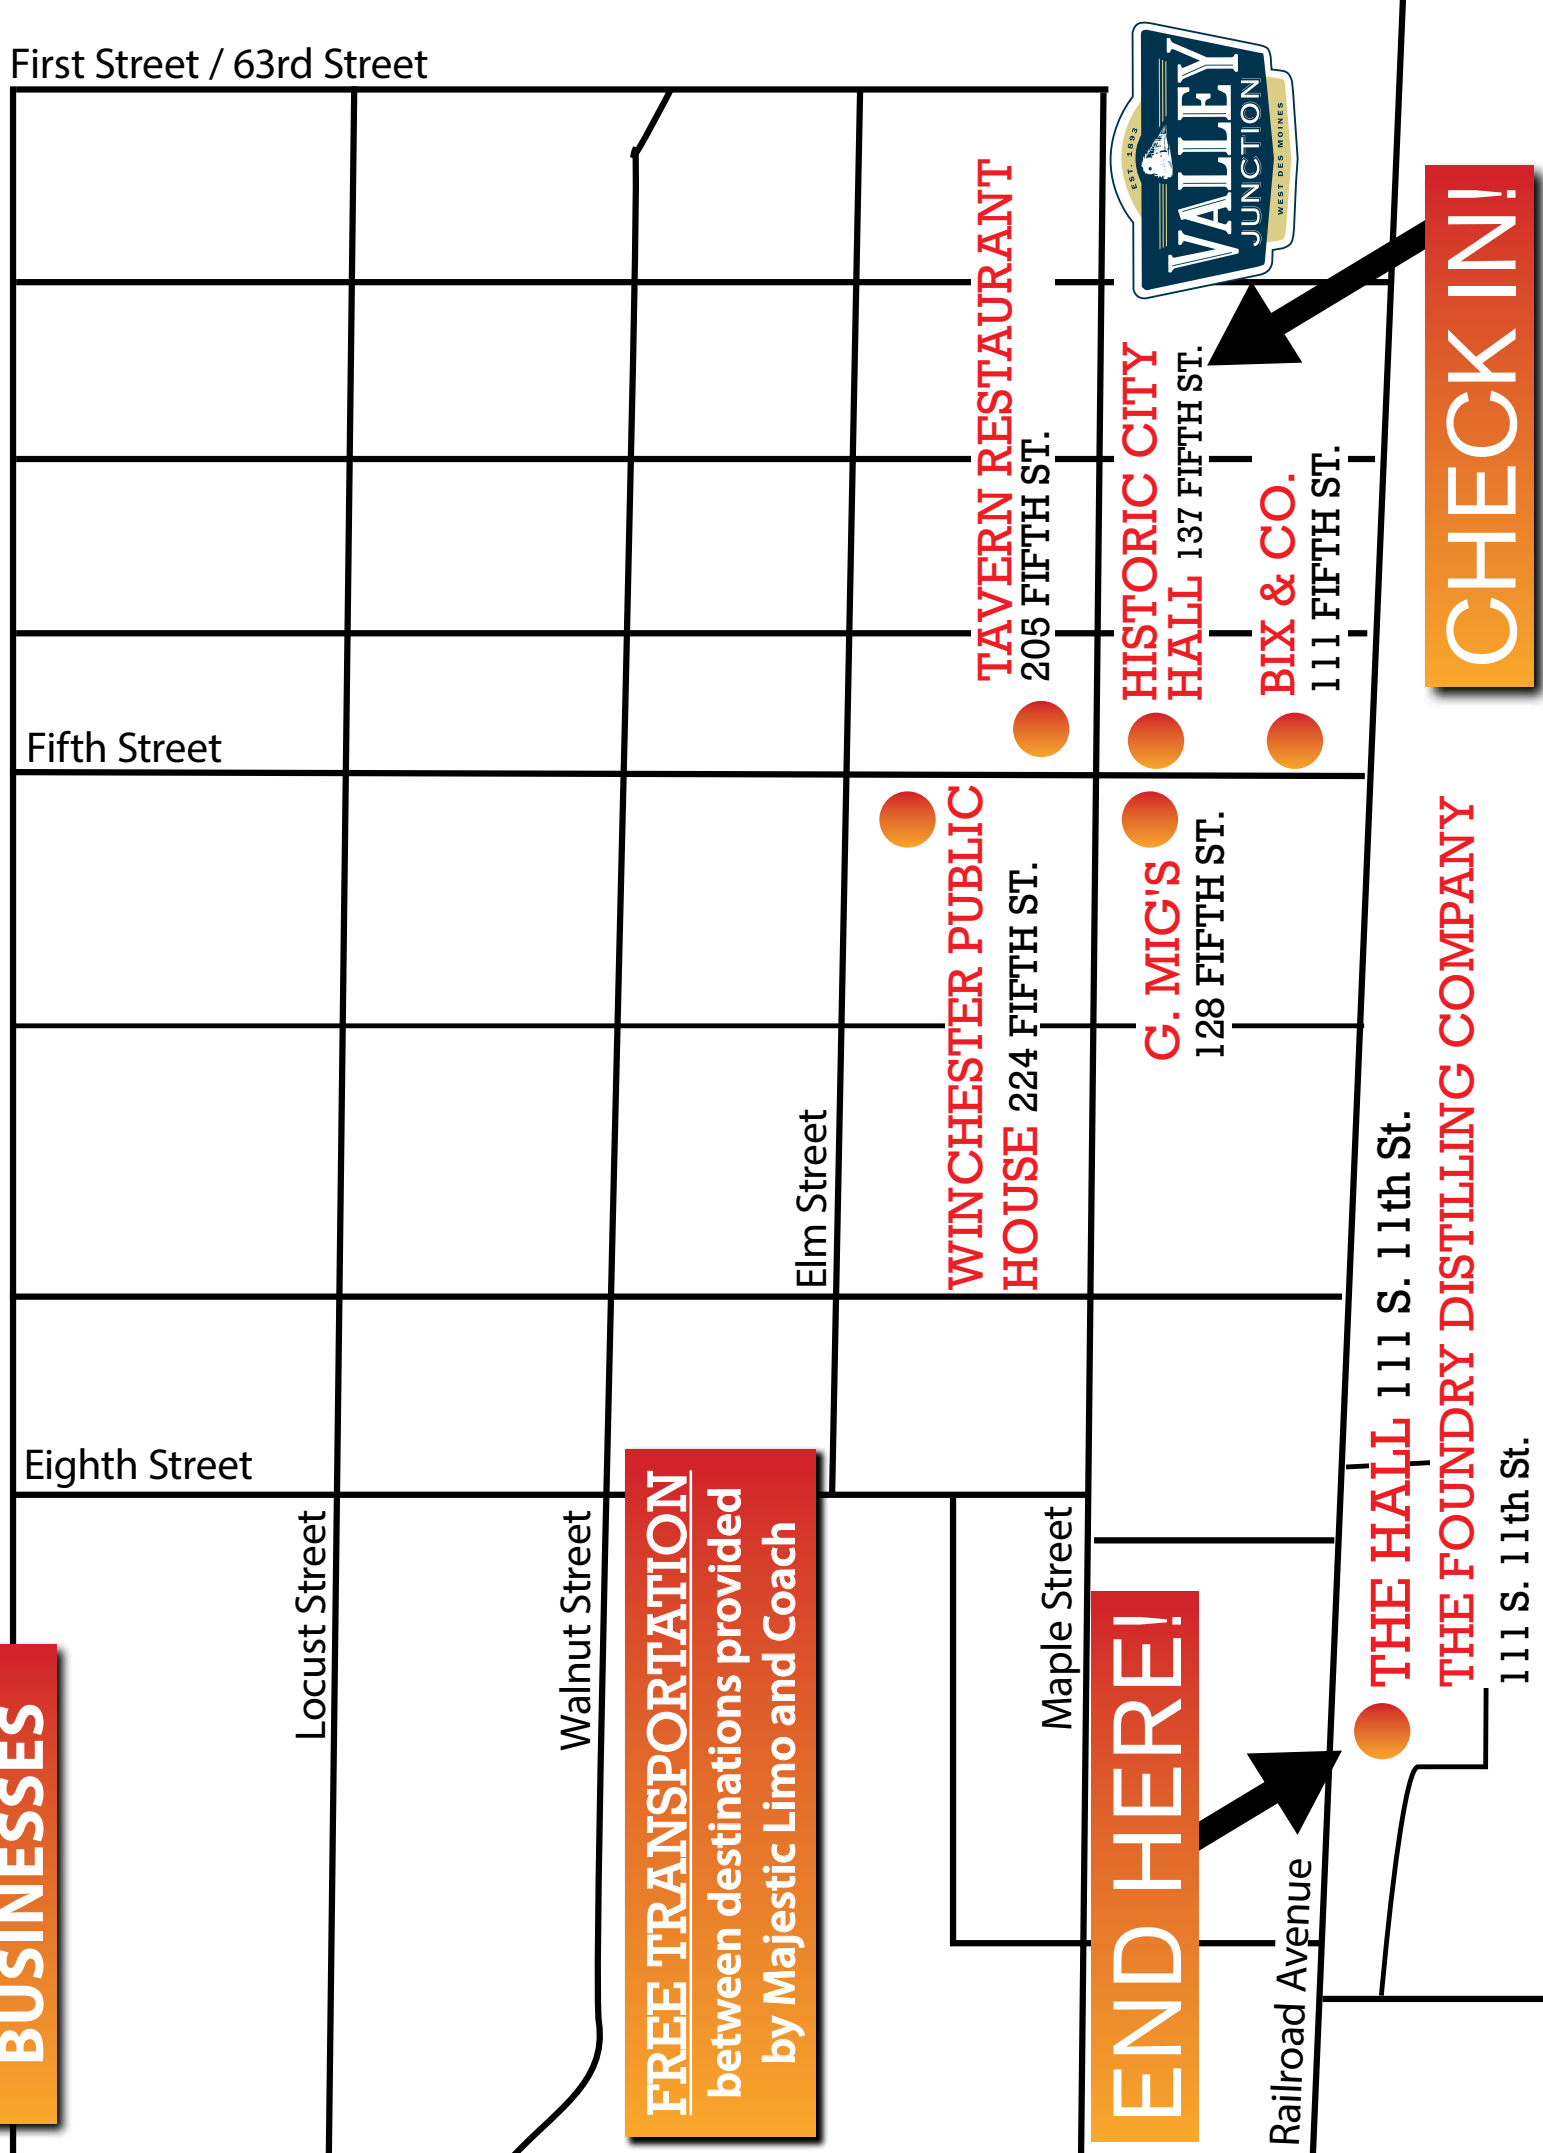 First Street / 63rd Street
EST. 1893
VALLEY
JUNCTION
WEST DES MOINES
CHECK IN!
TAVERN RESTAURANT
205 FIFTH ST.
HISTORIC CITY
HALL 137 FIFTH ST.
BIX & CO.
111 FIFTH ST.
Fifth Street
WINCHESTER PUBLIC
HOUSE 224 FIFTH ST.
G. MIG'S
128 FIFTH ST.
Elm Street
THE HALL 111 S. 11th St.
THE FOUNDRY DISTILLING COMPANY
111 S. 11th St.
Eighth Street
Locust Street
Walnut Street
FREE TRANSPORTATION
between destinations provided
by Majestic Limo and Coach
Maple Street
END HERE!
Railroad Avenue
BUSINESSES